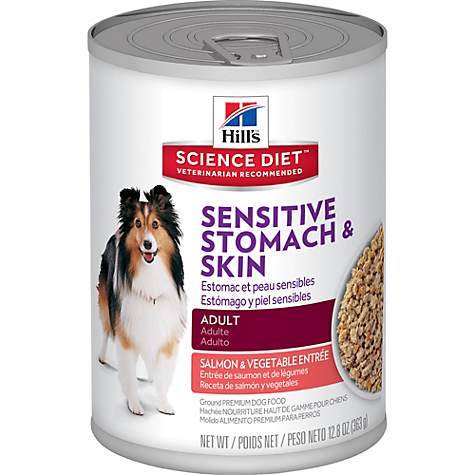 Hill's
SCIENCE DIET™
VETERINARIAN RECOMMENDED
SENSITIVE
STOMACH &
SKIN
Estomac et peau sensibles
Estómago y piel sensibles
ADULT
Adulte
Adulto
SALMON & VEGETABLE ENTRÉE
Entrée de saumon et de légumes
Receta de salmón y vegetales
Ground PREMIUM DOG FOOD
Hachée NOURRITURE HAUT DE GAMME POUR CHIENS
Molido ALIMENTO PREMIUM PARA PERROS
NET WT / POIDS NET / PESO NETO 12.8 OZ (363 g)